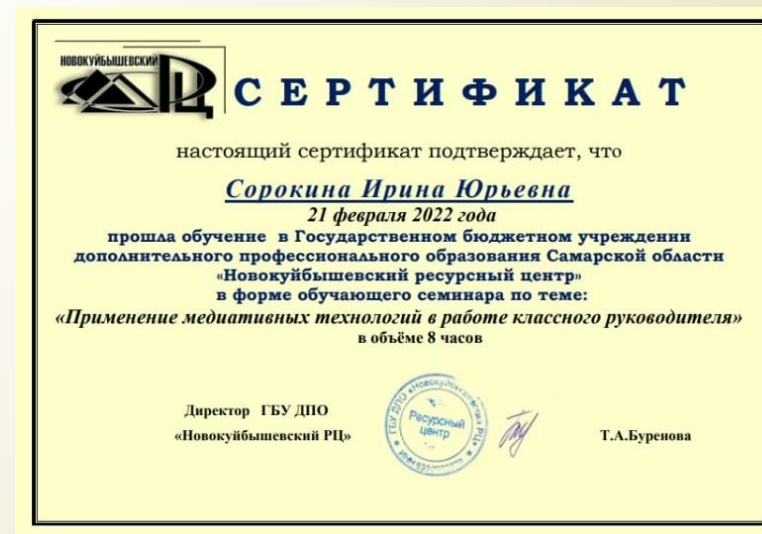 НОВОКУЙБЫШЕВСКИЙ
РЦ
СЕРТИФИКАТ
настоящий сертификат подтверждает, что
Сорокина Ирина Юрьевна
21 февраля 2022 года
прошла обучение в Государственном бюджетном учреждении
дополнительного профессионального образования Самарской области
«Новокуйбышевский ресурсный центр»
в форме обучающего семинара по теме:
«Применение медиативных технологий в работе классного руководителя»
в объёме 8 часов
Директор ГБУ ДПО
«Новокуйбышевский РЦ»
Ресурсный
центр
Т.А.Буренова